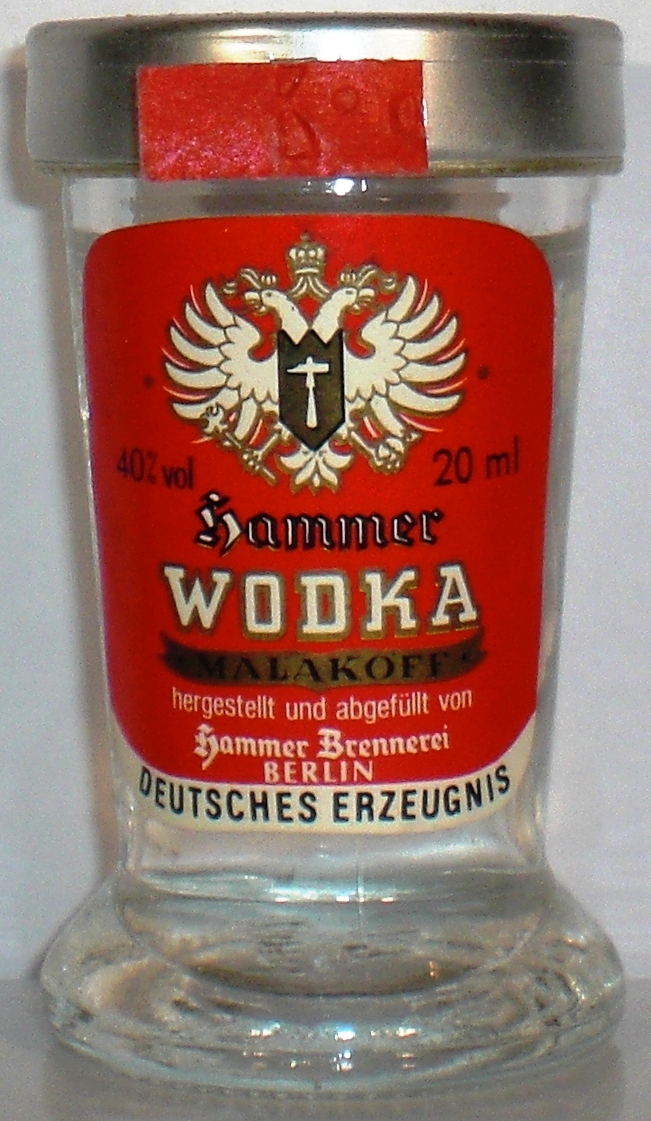 40% vol
20 ml
Hammer
WODKA
MALAKOFF
hergestellt und abgefüllt von
Hammer Brennerei
BERLIN
DEUTSCHES ERZEUGNIS